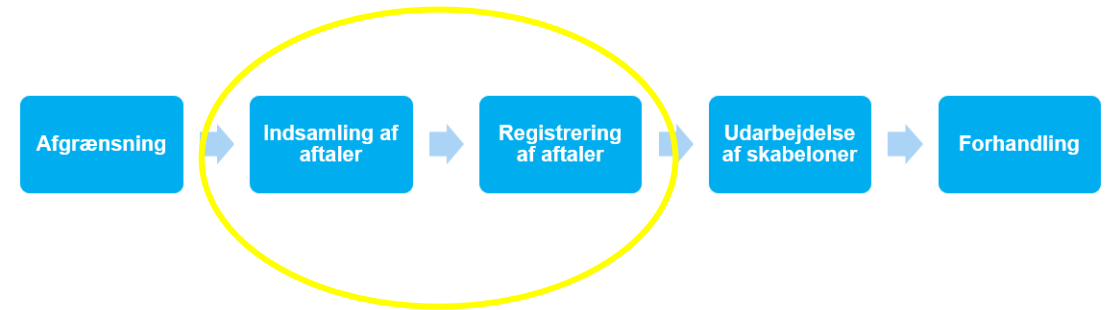 Afgrænsning
Indsamling af
aftaler
Registrering
af aftaler
Udarbejdelse
af skabeloner
Forhandling